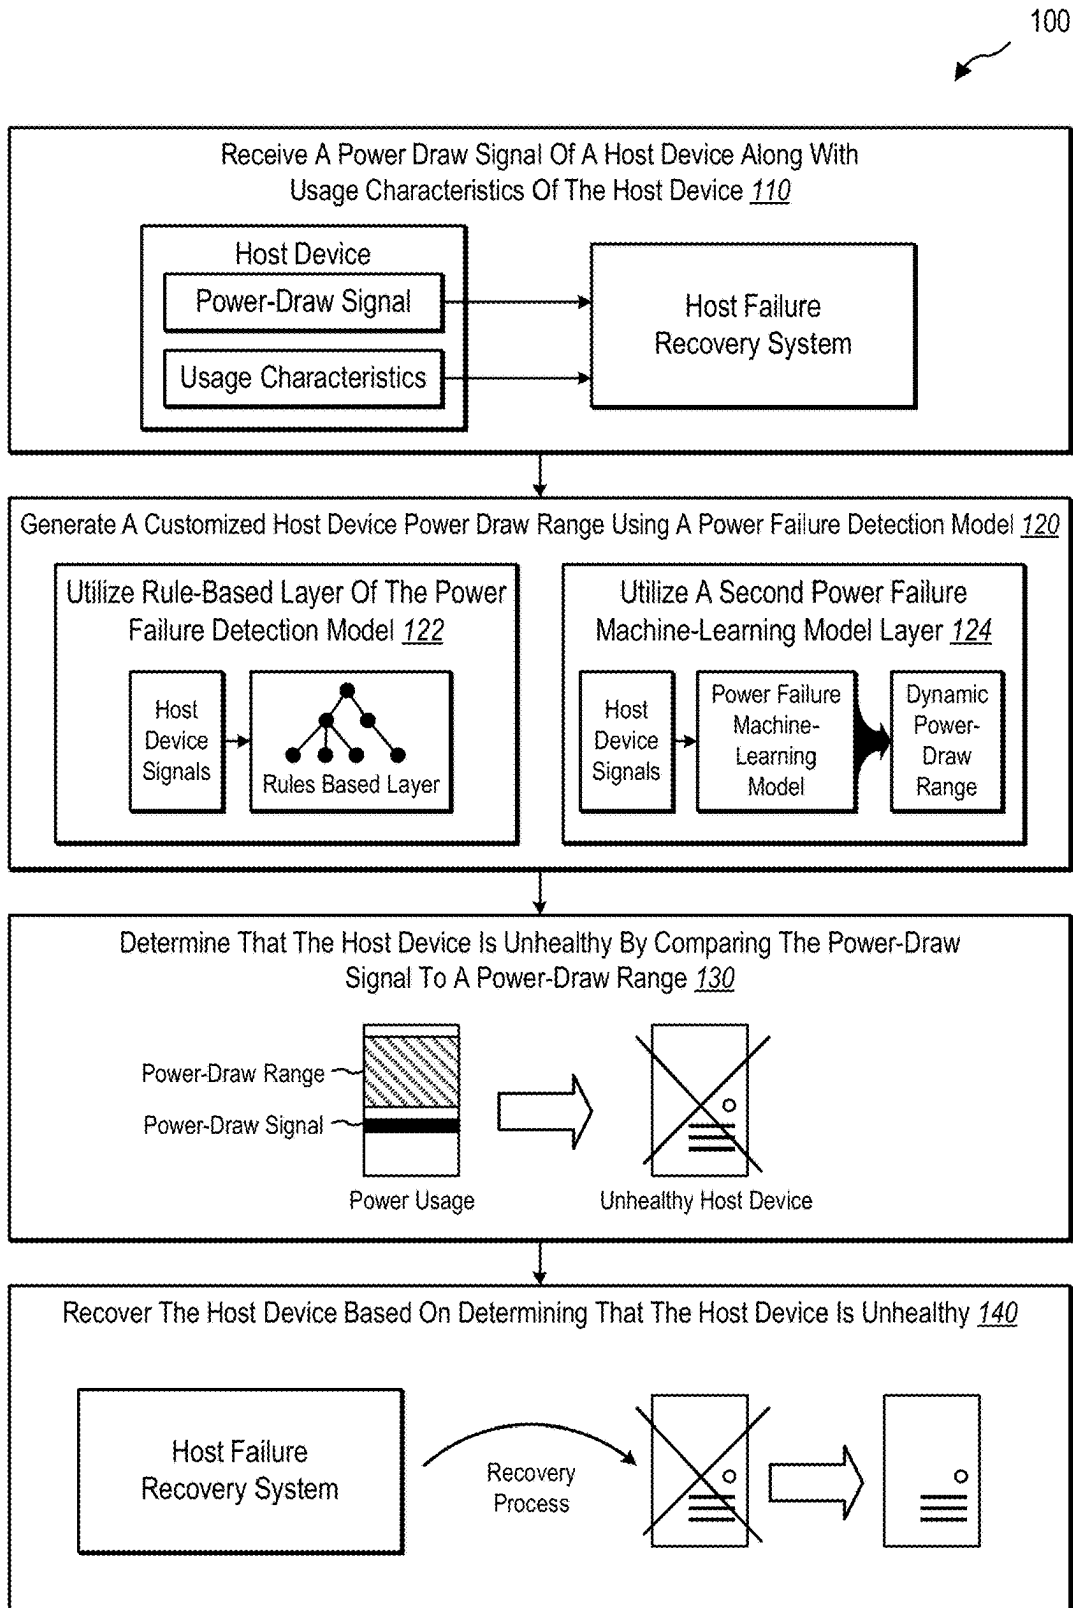 100
Receive A Power Draw Signal Of A Host Device Along With
Usage Characteristics Of The Host Device 110
Host Device
Power-Draw Signal
Usage Characteristics
Host Failure
Recovery System
Generate A Customized Host Device Power Draw Range Using A Power Failure Detection Model 120
Utilize Rule-Based Layer Of The Power
Failure Detection Model 122
Host
Device
Signals
Rules Based Layer
Utilize A Second Power Failure
Machine-Learning Model Layer 124
Host
Device
Signals
Power Failure
Machine-
Learning
Model
Dynamic
Power-
Draw
Range
Determine That The Host Device Is Unhealthy By Comparing The Power-Draw
Signal To A Power-Draw Range 130
Power-Draw Range
Power-Draw Signal
Power Usage
Unhealthy Host Device
Recover The Host Device Based On Determining That The Host Device Is Unhealthy 140
Host Failure
Recovery System
Recovery
Process